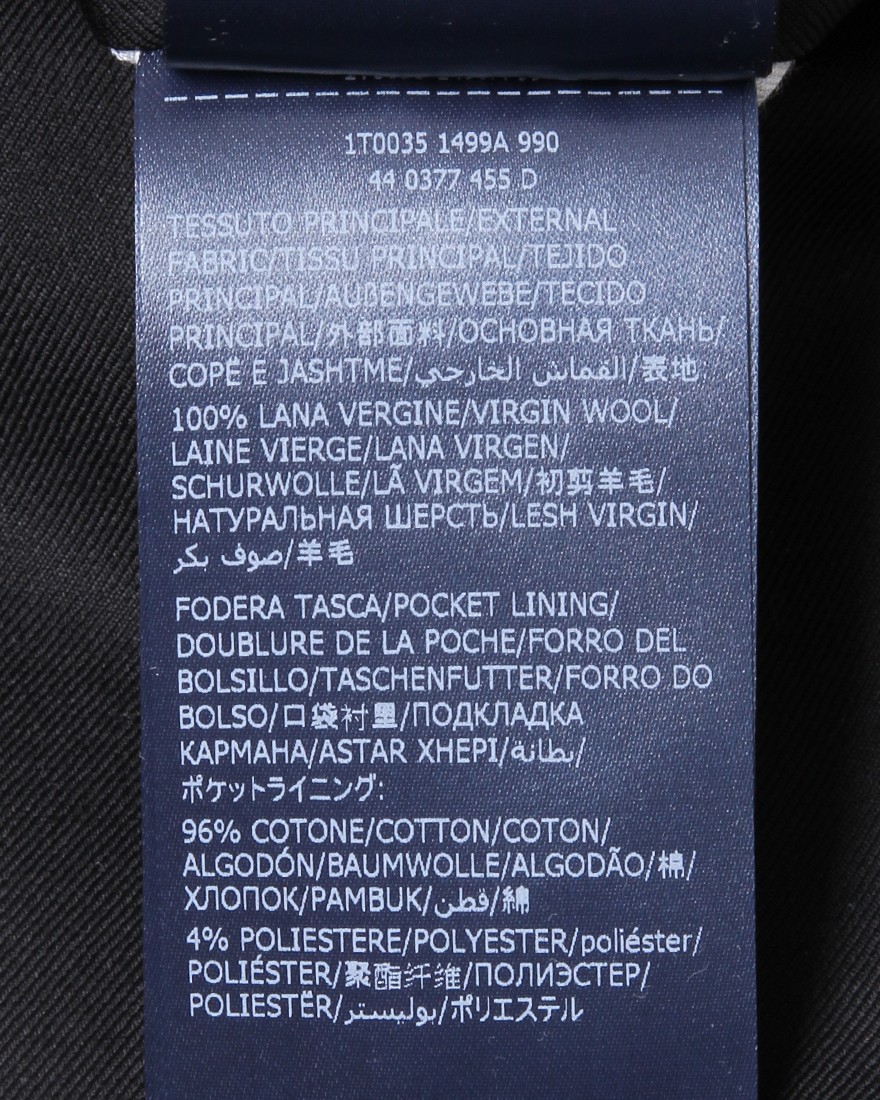 1T0035 1499A 990
44 0377 455 D
TESSUTO PRINCIPALE/EXTERNAL
FABRIC/TISSU PRINCIPAL/TEJIDO
PRINCIPAL/AUßENGEWEBE/TECIDO
PRINCIPAL/外部面料/ОСНОВНАЯ ТКАНЬ/
COPË E JASHTME/القماش الخارجي/表地:
100% LANA VERGINE/VIRGIN WOOL/
LAINE VIERGE/LANA VIRGEN/
SCHURWOLLE/LÃ VIRGEM/初剪羊毛/
НАТУРАЛЬНАЯ ШЕРСТЬ/LESH VIRGIN/
صوف بكر/羊毛
FODERA TASCA/POCKET LINING/
DOUBLURE DE LA POCHE/FORRO DEL
BOLSILLO/TASCHENFUTTER/FORRO DO
BOLSO/口袋衬里/ПОДКЛАДКА
КАРМАНА/ASTAR XHEPI/بطانة/
ポケットライニング:
96% COTONE/COTTON/COTON/
ALGODÓN/BAUMWOLLE/ALGODÃO/棉/
ХЛОПОК/PAMBUK/قطن/綿
4% POLIESTERE/POLYESTER/poliéster/
POLIÉSTER/聚酯纤维/ПОЛИЭСТЕР/
POLIESTËR/بوليستر/ポリエステル